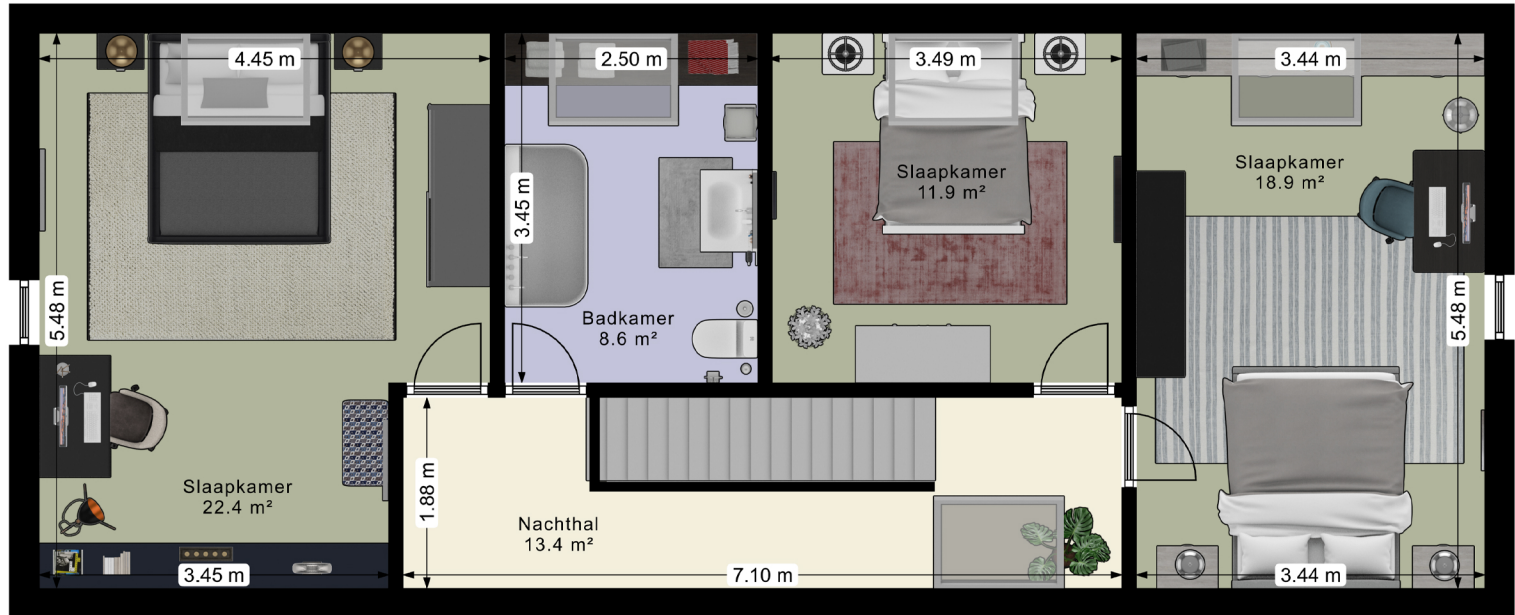 4.45 m
2.50 m
3.49 m
3.44 m
5.48 m
3.45 m
Slaapkamer
11.9 m²
Slaapkamer
18.9 m²
5.48 m
Badkamer
8.6 m²
Slaapkamer
22.4 m²
1.88 m
Nachthal
13.4 m²
3.45 m
7.10 m
3.44 m